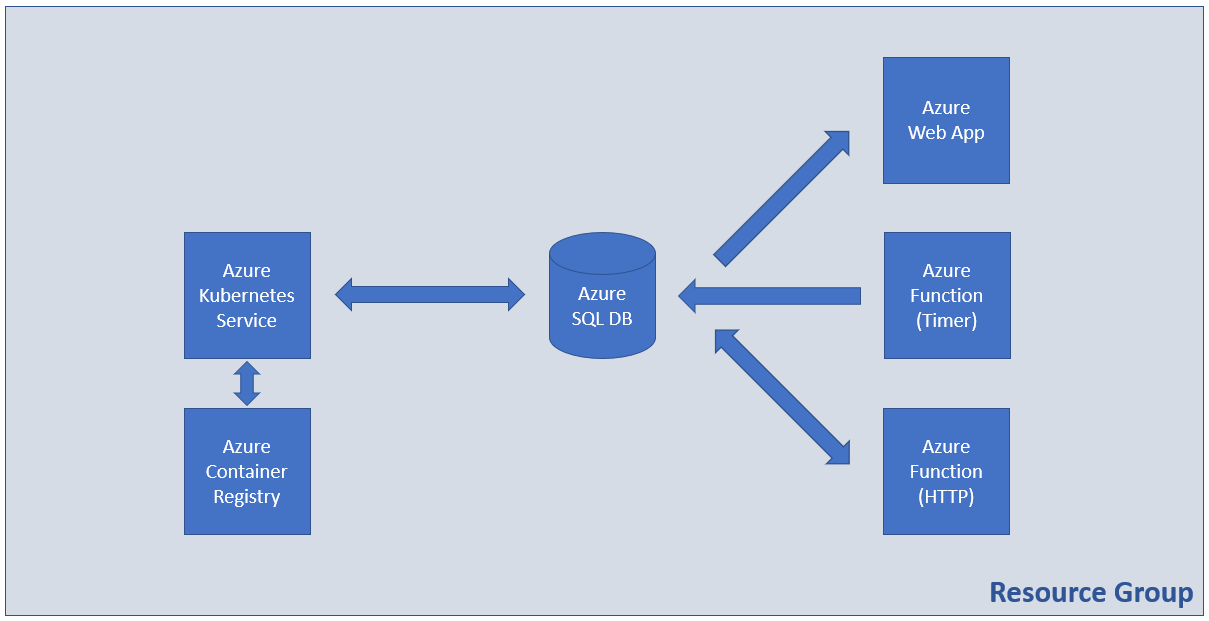 Azure
Web App
Azure
Kubernetes
Service
Azure
SQL DB
Azure
Function
(Timer)
Azure
Container
Registry
Azure
Function
(HTTP)
Resource Group